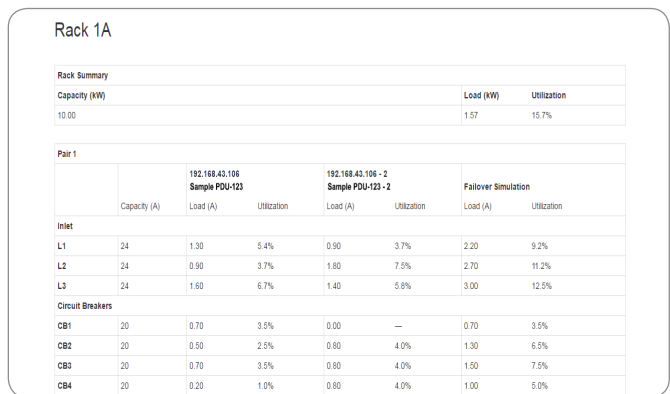 Rack 1A
Rack Summary
Capacity (kW) Load (kW) Utilization
10.00 1.57 15.7%
Pair 1
192.168.43.106 192.168.43.106 - 2
Sample PDU-123 Sample PDU-123 - 2 Failover Simulation
Capacity (A) Load (A) Utilization Load (A) Utilization Load (A) Utilization
Inlet
L1 24 1.30 5.4% 0.90 3.7% 2.20 9.2%
L2 24 0.90 3.7% 1.80 7.5% 2.70 11.2%
L3 24 1.60 6.7% 1.40 5.8% 3.00 12.5%
Circuit Breakers
CB1 20 0.70 3.5% 0.00 — 0.70 3.5%
CB2 20 0.50 2.5% 0.80 4.0% 1.30 6.5%
CB3 20 0.70 3.5% 0.80 4.0% 1.50 7.5%
CB4 20 0.20 1.0% 0.80 4.0% 1.00 5.0%